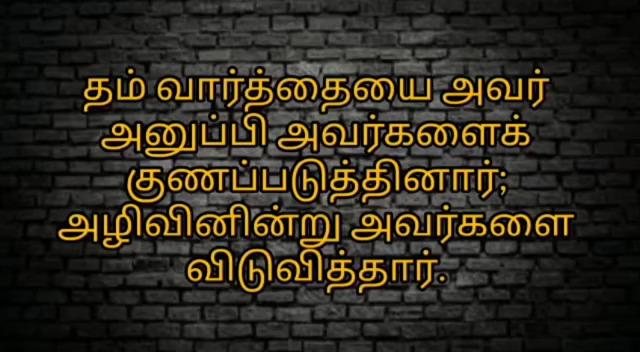 தம் வார்த்தையை அவர்
அனுப்பி அவர்களைக்
குணப்படுத்தினார்;
அழிவினின்று அவர்களை
விடுவித்தார்.